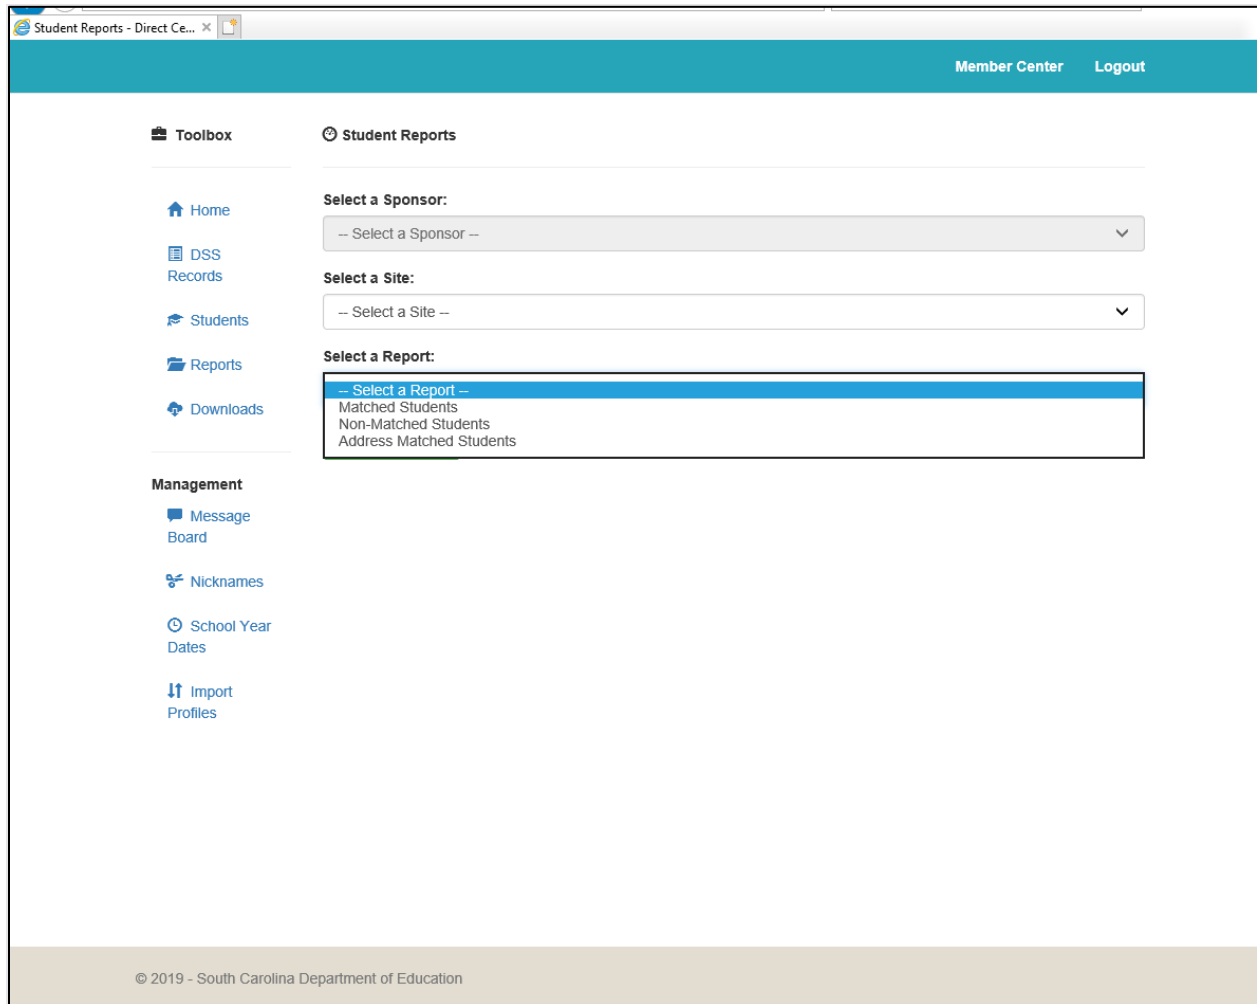 Student Reports - Direct Ce...
Member Center Logout
Toolbox
Student Reports
Home
DSS
Records
Students
Reports
Downloads
Management
Message
Board
Nicknames
School Year
Dates
Import
Profiles
Select a Sponsor:
-- Select a Sponsor --
Select a Site:
-- Select a Site --
Select a Report:
-- Select a Report --
Matched Students
Non-Matched Students
Address Matched Students
© 2019 - South Carolina Department of Education